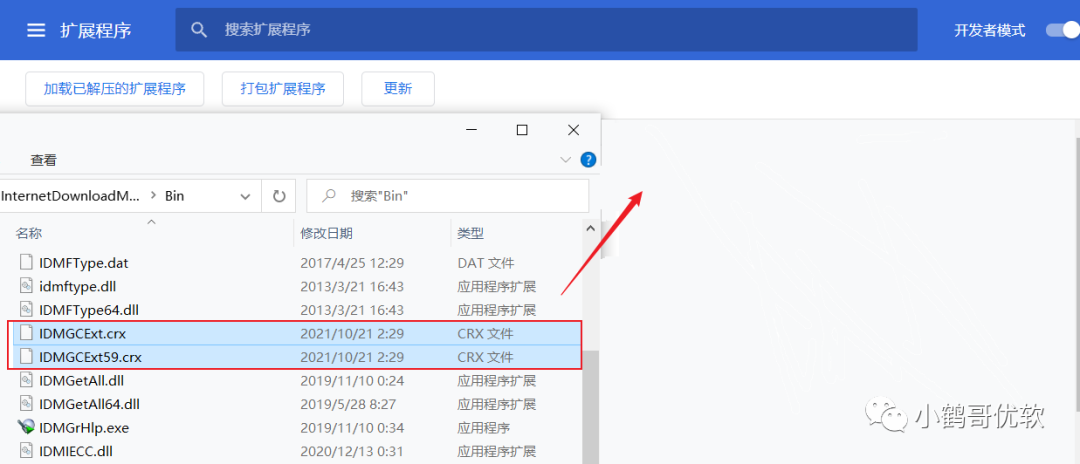 扩展程序
搜索扩展程序
开发者模式
加载已解压的扩展程序
打包扩展程序
更新
查看
?
InternetDownloadM... > Bin
搜索"Bin"
名称 修改日期 类型
IDMFType.dat 2017/4/25 12:29 DAT 文件
idmftype.dll 2013/3/21 16:43 应用程序扩展
IDMFType64.dll 2013/3/21 16:43 应用程序扩展
IDMGCExt.crx 2021/10/21 2:29 CRX 文件
IDMGCExt59.crx 2021/10/21 2:29 CRX 文件
IDMGetAll.dll 2019/11/10 0:24 应用程序扩展
IDMGetAll64.dll 2019/5/28 8:27 应用程序扩展
IDMGrHlp.exe 2019/11/10 0:34 应用程序
IDMIECC.dll 2020/12/13 0:31 应用程序扩展
小鹤哥优软